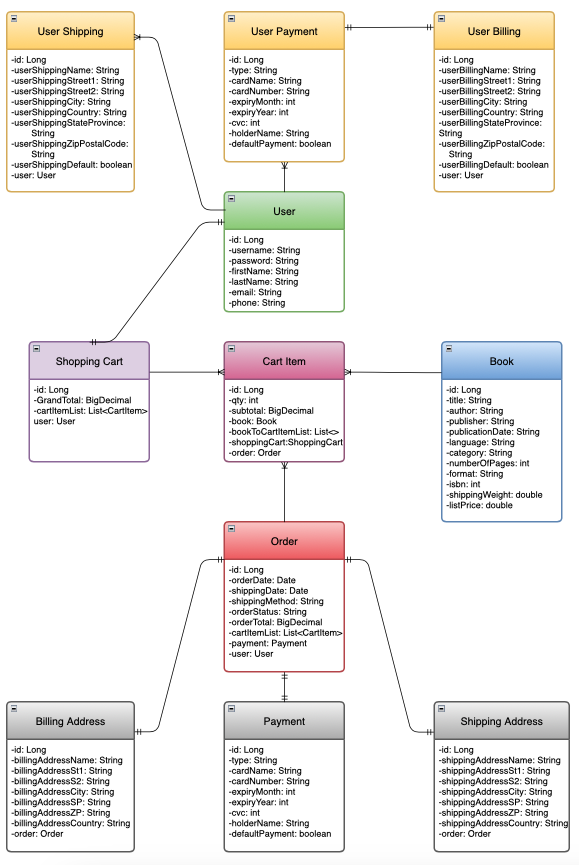 User Shipping
-id: Long
-userShippingName: String
-userShippingStreet1: String
-userShippingStreet2: String
-userShippingCity: String
-userShippingCountry: String
-userShippingStateProvince:
String
-userShippingZipPostalCode:
String
-userShippingDefault: boolean
-user: User
User Payment
-id: Long
-type: String
-cardName: String
-cardNumber: String
-expiryMonth: int
-expiryYear: int
-cvc: int
-holderName: String
-defaultPayment: boolean
User Billing
-id: Long
-userBillingName: String
-userBillingStreet1: String
-userBillingStreet2: String
-userBillingCity: String
-userBillingCountry: String
-userBillingStateProvince:
String
-userBillingZipPostalCode:
String
-userBillingDefault: boolean
-user: User
User
-id: Long
-username: String
-password: String
-firstName: String
-lastName: String
-email: String
-phone: String
Shopping Cart
-id: Long
-GrandTotal: BigDecimal
-cartItemList: List<CartItem>
user: User
Cart Item
-id: Long
-qty: int
-subtotal: BigDecimal
-book: Book
-bookToCartItemList: List<>
-shoppingCart:ShoppingCart
-order: Order
Book
-id: Long
-title: String
-author: String
-publisher: String
-publicationDate: String
-language: String
-category: String
-numberOfPages: int
-format: String
-isbn: int
-shippingWeight: double
-listPrice: double
Order
-id: Long
-orderDate: Date
-shippingDate: Date
-shippingMethod: String
-orderStatus: String
-orderTotal: BigDecimal
-cartItemList: List<CartItem>
-payment: Payment
-user: User
Billing Address
-id: Long
-billingAddressName: String
-billingAddressSt1: String
-billingAddressS2: String
-billingAddressCity: String
-billingAddressSP: String
-billingAddressZP: String
-billingAddressCountry: String
-order: Order
Payment
-id: Long
-type: String
-cardName: String
-cardNumber: String
-expiryMonth: int
-expiryYear: int
-cvc: int
-holderName: String
-defaultPayment: boolean
Shipping Address
-id: Long
-shippingAddressName: String
-shippingAddressSt1: String
-shippingAddressS2: String
-shippingAddressCity: String
-shippingAddressSP: String
-shippingAddressZP: String
-shippingAddressCountry: String
-order: Order